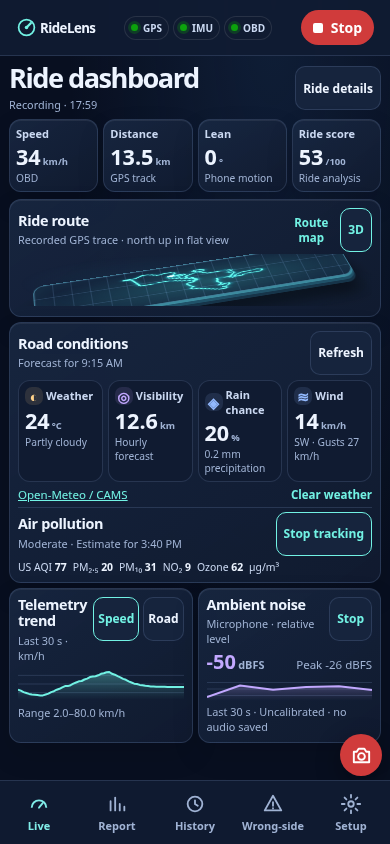 RideLens
GPS
IMU
OBD
Stop
Ride dashboard
Recording · 17:59
Ride details
Speed
34 km/h
OBD
Distance
13.5 km
GPS track
Lean
0 °
Phone motion
Ride score
53 /100
Ride analysis
Ride route
Recorded GPS trace · north up in flat view
Route
map
3D
Road conditions
Forecast for 9:15 AM
Refresh
Weather
24 °C
Partly cloudy
Visibility
12.6 km
Hourly
forecast
Rain
chance
20 %
0.2 mm
precipitation
Wind
14 km/h
SW · Gusts 27
km/h
Open-Meteo / CAMS
Clear weather
Air pollution
Moderate · Estimate for 3:40 PM
Stop tracking
US AQI 77 PM₂.₅ 20 PM₁₀ 31 NO₂ 9 Ozone 62 μg/m³
Telemetry
trend
Last 30 s ·
km/h
Speed
Road
Range 2.0–80.0 km/h
Ambient noise
Microphone · relative
level
Stop
-50 dBFS
Peak -26 dBFS
Last 30 s · Uncalibrated · no
audio saved
Live
Report
History
Wrong-side
Setup